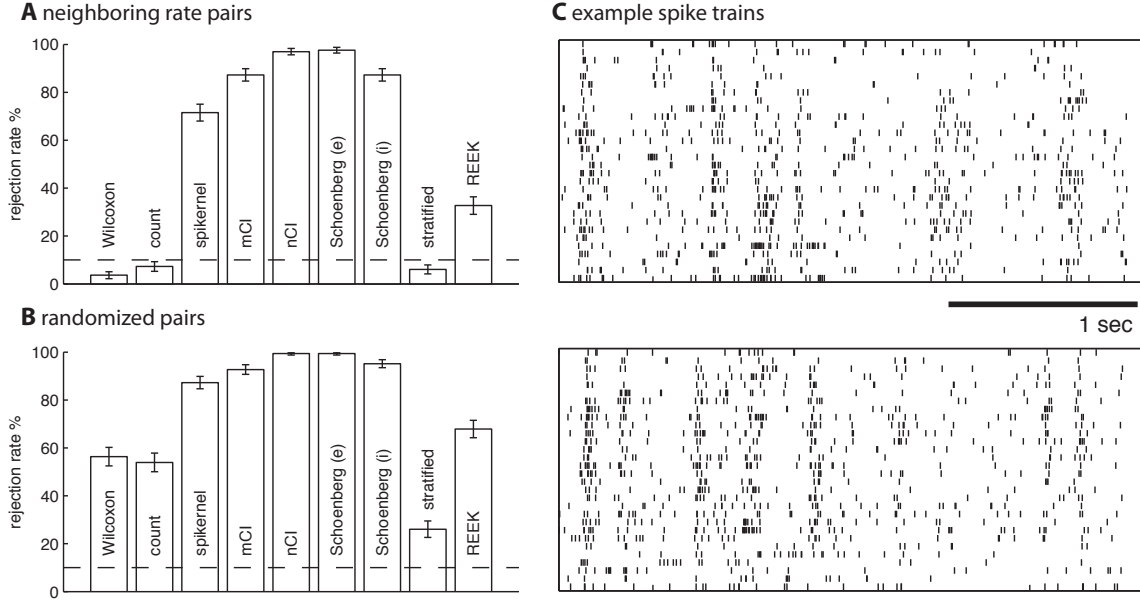 A neighboring rate pairs
rejection rate %
100
80
60
40
20
0
Wilcoxon
count
spikernel
mCI
nCI
Schoenberg (e)
Schoenberg (i)
stratified
REEK
B randomized pairs
rejection rate %
100
80
60
40
20
0
Wilcoxon
count
spikernel
mCI
nCI
Schoenberg (e)
Schoenberg (i)
stratified
REEK
C example spike trains
1 sec